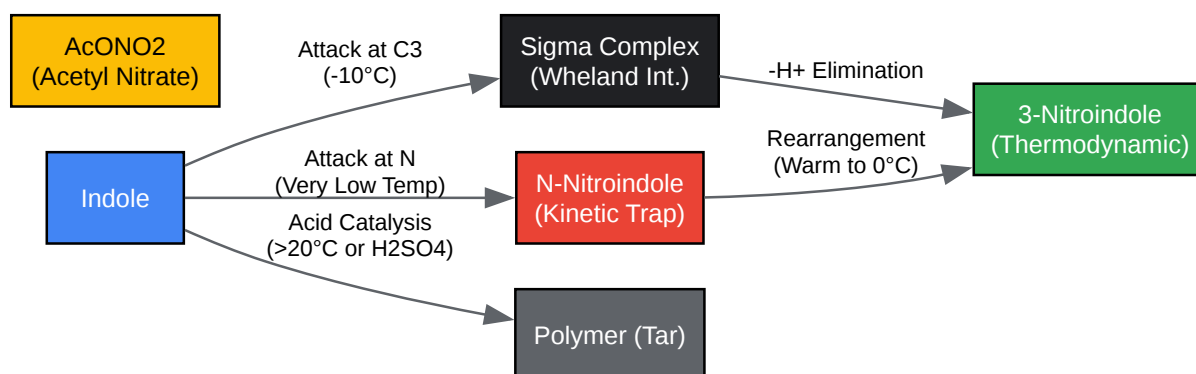 AcONO2
(Acetyl Nitrate)
Attack at C3
(-10°C)
Sigma Complex
(Wheland Int.)
-H+ Elimination
3-Nitroindole
(Thermodynamic)
Indole
Attack at N
(Very Low Temp)
N-Nitroindole
(Kinetic Trap)
Rearrangement
(Warm to 0°C)
Acid Catalysis
(>20°C or H2SO4)
Polymer (Tar)